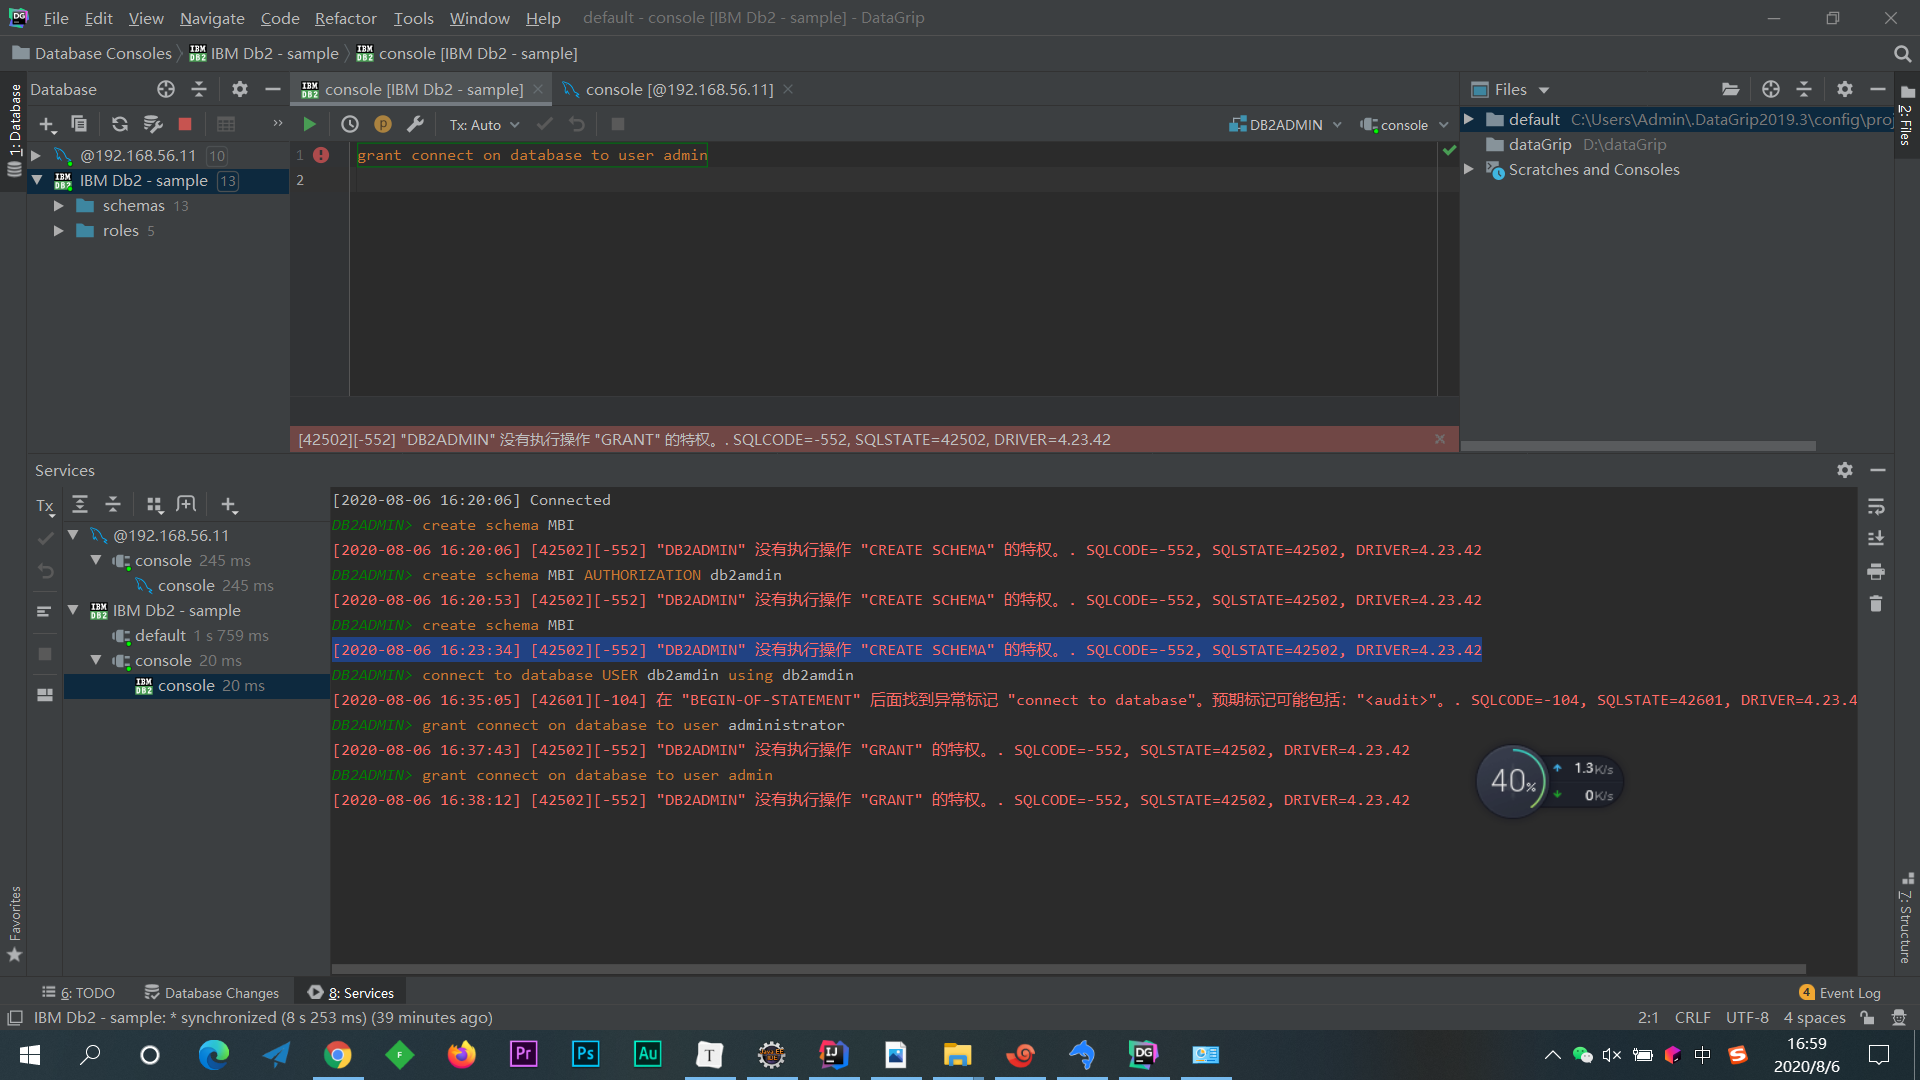 File Edit View Navigate Code Refactor Tools Window Help default - console [IBM Db2 - sample] - DataGrip
Database Consoles IBM Db2 - sample console [IBM Db2 - sample]
Database
console [IBM Db2 - sample]
console [@192.168.56.11]
Files
1: Database
2: Files
Tx: Auto
DB2ADMIN
console
@192.168.56.11 10
IBM Db2 - sample 13
schemas 13
roles 5
1 grant connect on database to user admin
2
default C:\Users\Admin\.DataGrip2019.3\config\proj
dataGrip D:\dataGrip
Scratches and Consoles
[42502][-552] "DB2ADMIN" 没有执行操作 "GRANT" 的特权。. SQLCODE=-552, SQLSTATE=42502, DRIVER=4.23.42
Services
Tx
@192.168.56.11
console 245 ms
console 245 ms
IBM Db2 - sample
default 1 s 759 ms
console 20 ms
console 20 ms
[2020-08-06 16:20:06] Connected
DB2ADMIN> create schema MBI
[2020-08-06 16:20:06] [42502][-552] "DB2ADMIN" 没有执行操作 "CREATE SCHEMA" 的特权。. SQLCODE=-552, SQLSTATE=42502, DRIVER=4.23.42
DB2ADMIN> create schema MBI AUTHORIZATION db2amdin
[2020-08-06 16:20:53] [42502][-552] "DB2ADMIN" 没有执行操作 "CREATE SCHEMA" 的特权。. SQLCODE=-552, SQLSTATE=42502, DRIVER=4.23.42
DB2ADMIN> create schema MBI
[2020-08-06 16:23:34] [42502][-552] "DB2ADMIN" 没有执行操作 "CREATE SCHEMA" 的特权。. SQLCODE=-552, SQLSTATE=42502, DRIVER=4.23.42
DB2ADMIN> connect to database USER db2amdin using db2amdin
[2020-08-06 16:35:05] [42601][-104] 在 "BEGIN-OF-STATEMENT" 后面找到异常标记 "connect to database"。预期标记可能包括："<audit>"。. SQLCODE=-104, SQLSTATE=42601, DRIVER=4.23.4
DB2ADMIN> grant connect on database to user administrator
[2020-08-06 16:37:43] [42502][-552] "DB2ADMIN" 没有执行操作 "GRANT" 的特权。. SQLCODE=-552, SQLSTATE=42502, DRIVER=4.23.42
DB2ADMIN> grant connect on database to user admin
[2020-08-06 16:38:12] [42502][-552] "DB2ADMIN" 没有执行操作 "GRANT" 的特权。. SQLCODE=-552, SQLSTATE=42502, DRIVER=4.23.42
40% 1.3K/s
0K/s
Favorites
Z: Structure
6: TODO Database Changes 8: Services
4 Event Log
IBM Db2 - sample: * synchronized (8 s 253 ms) (39 minutes ago)
2:1 CRLF UTF-8 4 spaces
Pr Ps Au T IJ DG
中
16:59
2020/8/6